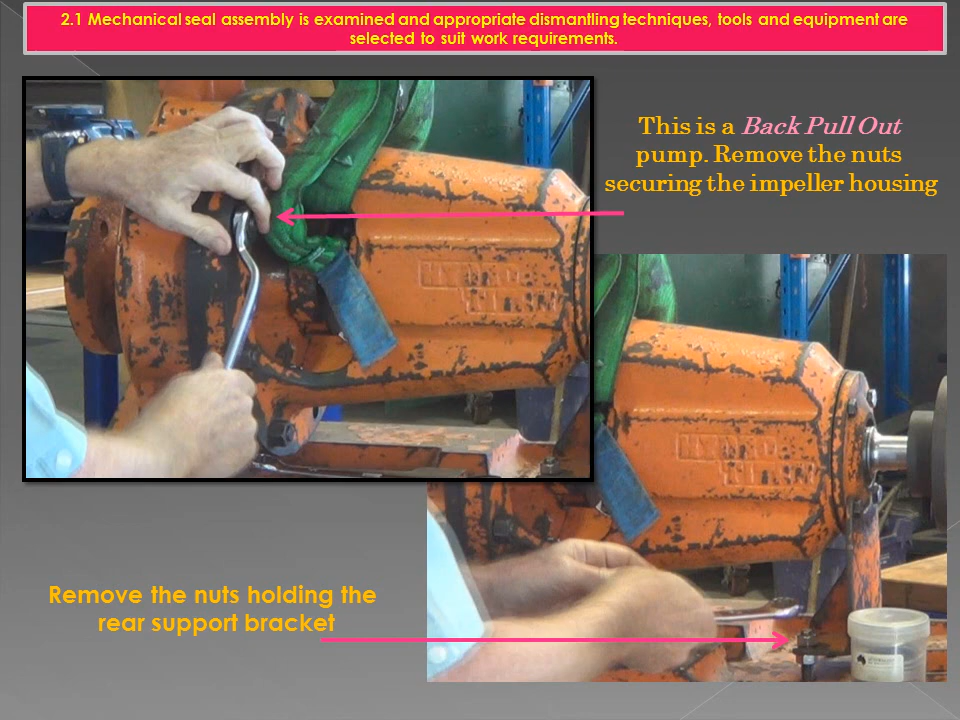 2.1 Mechanical seal assembly is examined and appropriate dismantling techniques, tools and equipment are
selected to suit work requirements.
This is a Back Pull Out
pump. Remove the nuts
securing the impeller housing
Remove the nuts holding the
rear support bracket